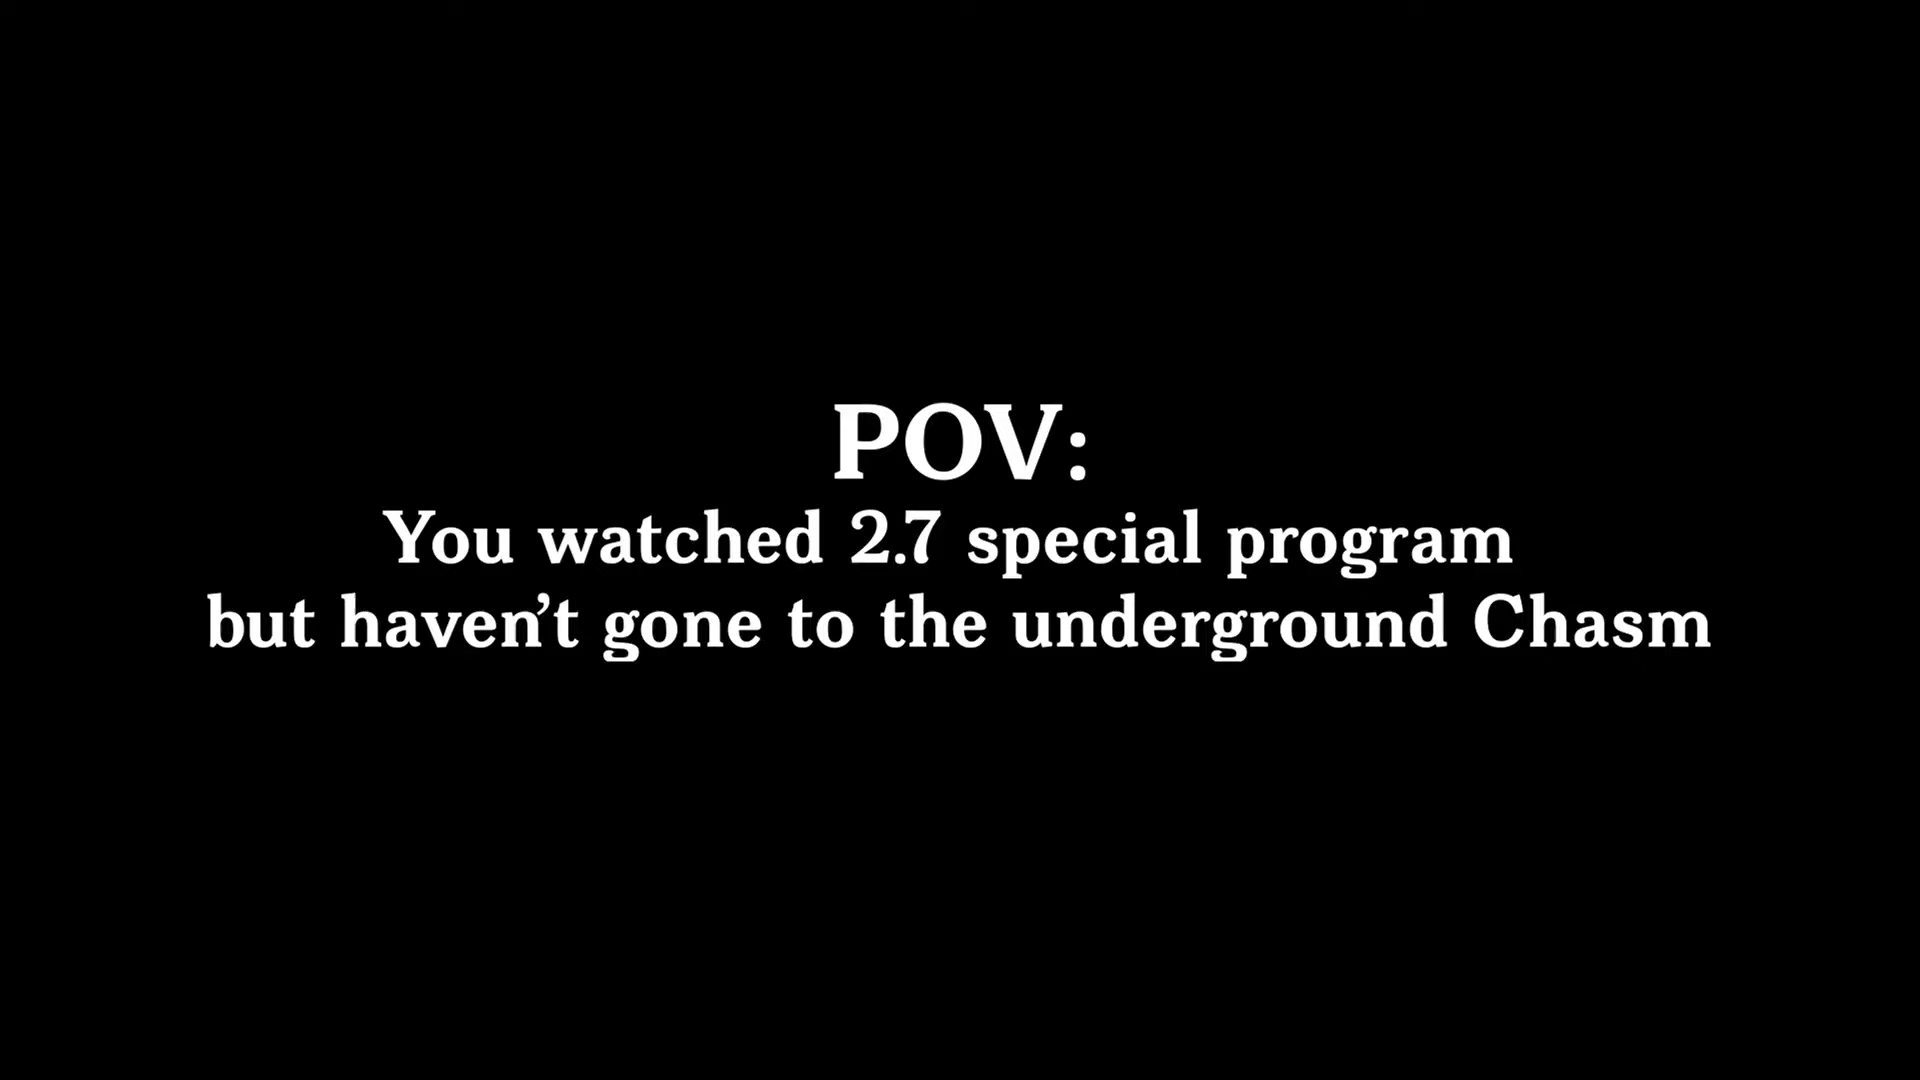 POV:
You watched 2.7 special program
but haven’t gone to the underground Chasm